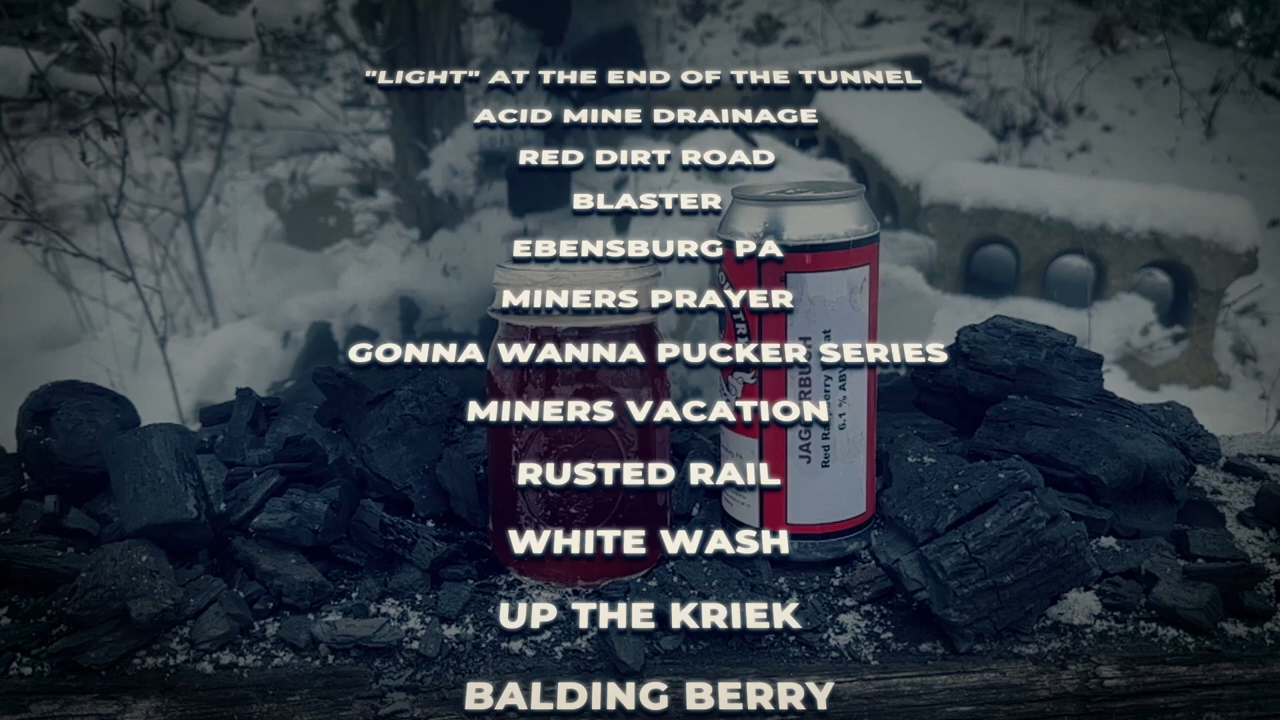 "LIGHT" AT THE END OF THE TUNNEL
ACID MINE DRAINAGE
RED DIRT ROAD
BLASTER
EBENSBURG PA
MINERS PRAYER
GONNA WANNA PUCKER SERIES
MINERS VACATION
RUSTED RAIL
WHITE WASH
UP THE KRIEK
BALDING BERRY
6.1 % ABV